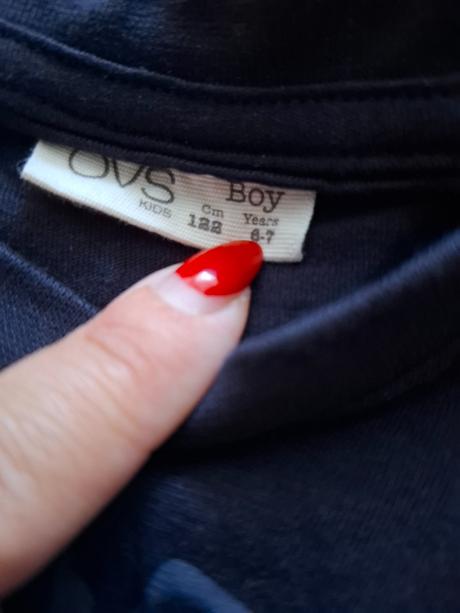 OVS
KIDS
Boy
Cm Years
122 6-7